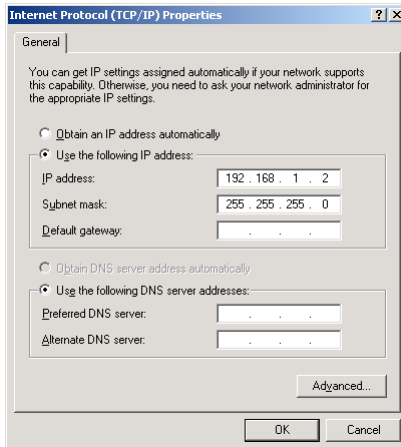 Internet Protocol (TCP/IP) Properties
General
You can get IP settings assigned automatically if your network supports
this capability. Otherwise, you need to ask your network administrator for
the appropriate IP settings.
Obtain an IP address automatically
Use the following IP address:
IP address: 192 . 168 . 1 . 2
Subnet mask: 255 . 255 . 255 . 0
Default gateway: . . .
Obtain DNS server address automatically
Use the following DNS server addresses:
Preferred DNS server: . . .
Alternate DNS server: . . .
Advanced...
OK Cancel